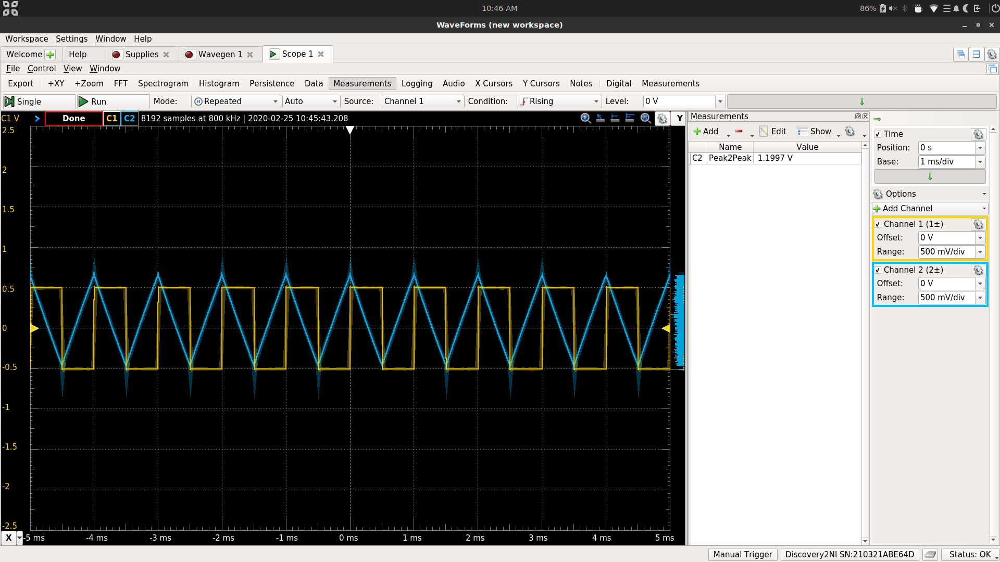 10:46 AM
86%
WaveForms (new workspace)
Workspace Settings Window Help
Welcome Help Supplies Wavegen 1 Scope 1
File Control View Window
Export +XY +Zoom FFT Spectrogram Histogram Persistence Data Measurements Logging Audio X Cursors Y Cursors Notes Digital Measurements
Single Run Mode: Repeated Auto Source: Channel 1 Condition: Rising Level: 0 V
C1 V Done C1 C2 8192 samples at 800 kHz | 2020-02-25 10:45:43.208 Y
2.5
2
1.5
1
0.5
0
-0.5
-1
-1.5
-2
-2.5
X -5 ms -4 ms -3 ms -2 ms -1 ms 0 ms 1 ms 2 ms 3 ms 4 ms 5 ms
Measurements
Add Edit Show
Name Value
C2 Peak2Peak 1.1997 V
Time
Position: 0 s
Base: 1 ms/div
Options
Add Channel
Channel 1 (1±)
Offset: 0 V
Range: 500 mV/div
Channel 2 (2±)
Offset: 0 V
Range: 500 mV/div
Manual Trigger Discovery2NI SN:210321ABE64D Status: OK